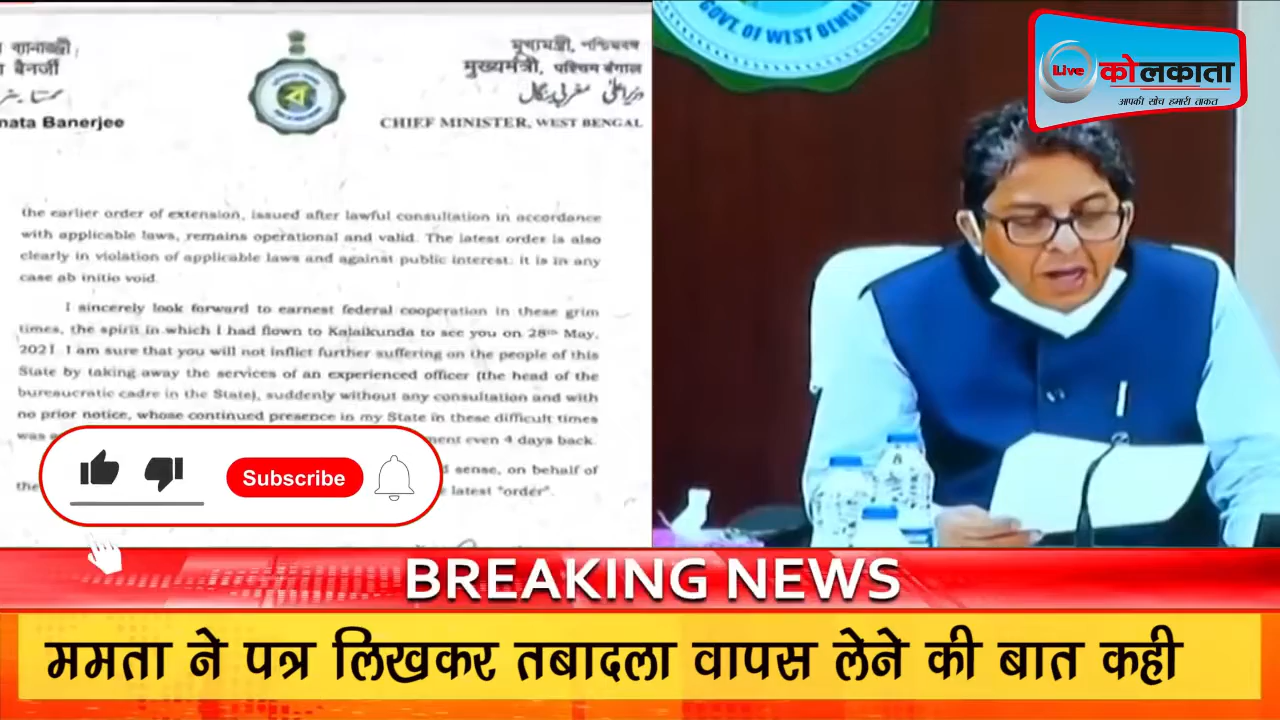 बैनर्जी
nata Banerjee
मुख्यमंत्री, पश्चिम बंगाल
CHIEF MINISTER, WEST BENGAL
the earlier order of extension, issued after lawful consultation in accordance
with applicable laws, remains operational and valid. The latest order is also
clearly in violation of applicable laws and against public interest: it is in any
case ab initio void.
I sincerely look forward to earnest federal cooperation in these grim
times, the spirit in which I had flown to Kalaikunda to see you on 28th May,
2021. I am sure that you will not inflict further suffering on the people of this
State by taking away the services of an experienced officer (the head of the
bureaucratic cadre in the State), suddenly without any consultation and with
no prior notice, whose continued presence in my State in these difficult times
was ment even 4 days back.
sense, on behalf of
the latest "order".
Subscribe
GOVT. OF WEST BENGAL
Live कोलकाता
आपकी सोच हमारी ताकत
BREAKING NEWS
ममता ने पत्र लिखकर तबादला वापस लेने की बात कही